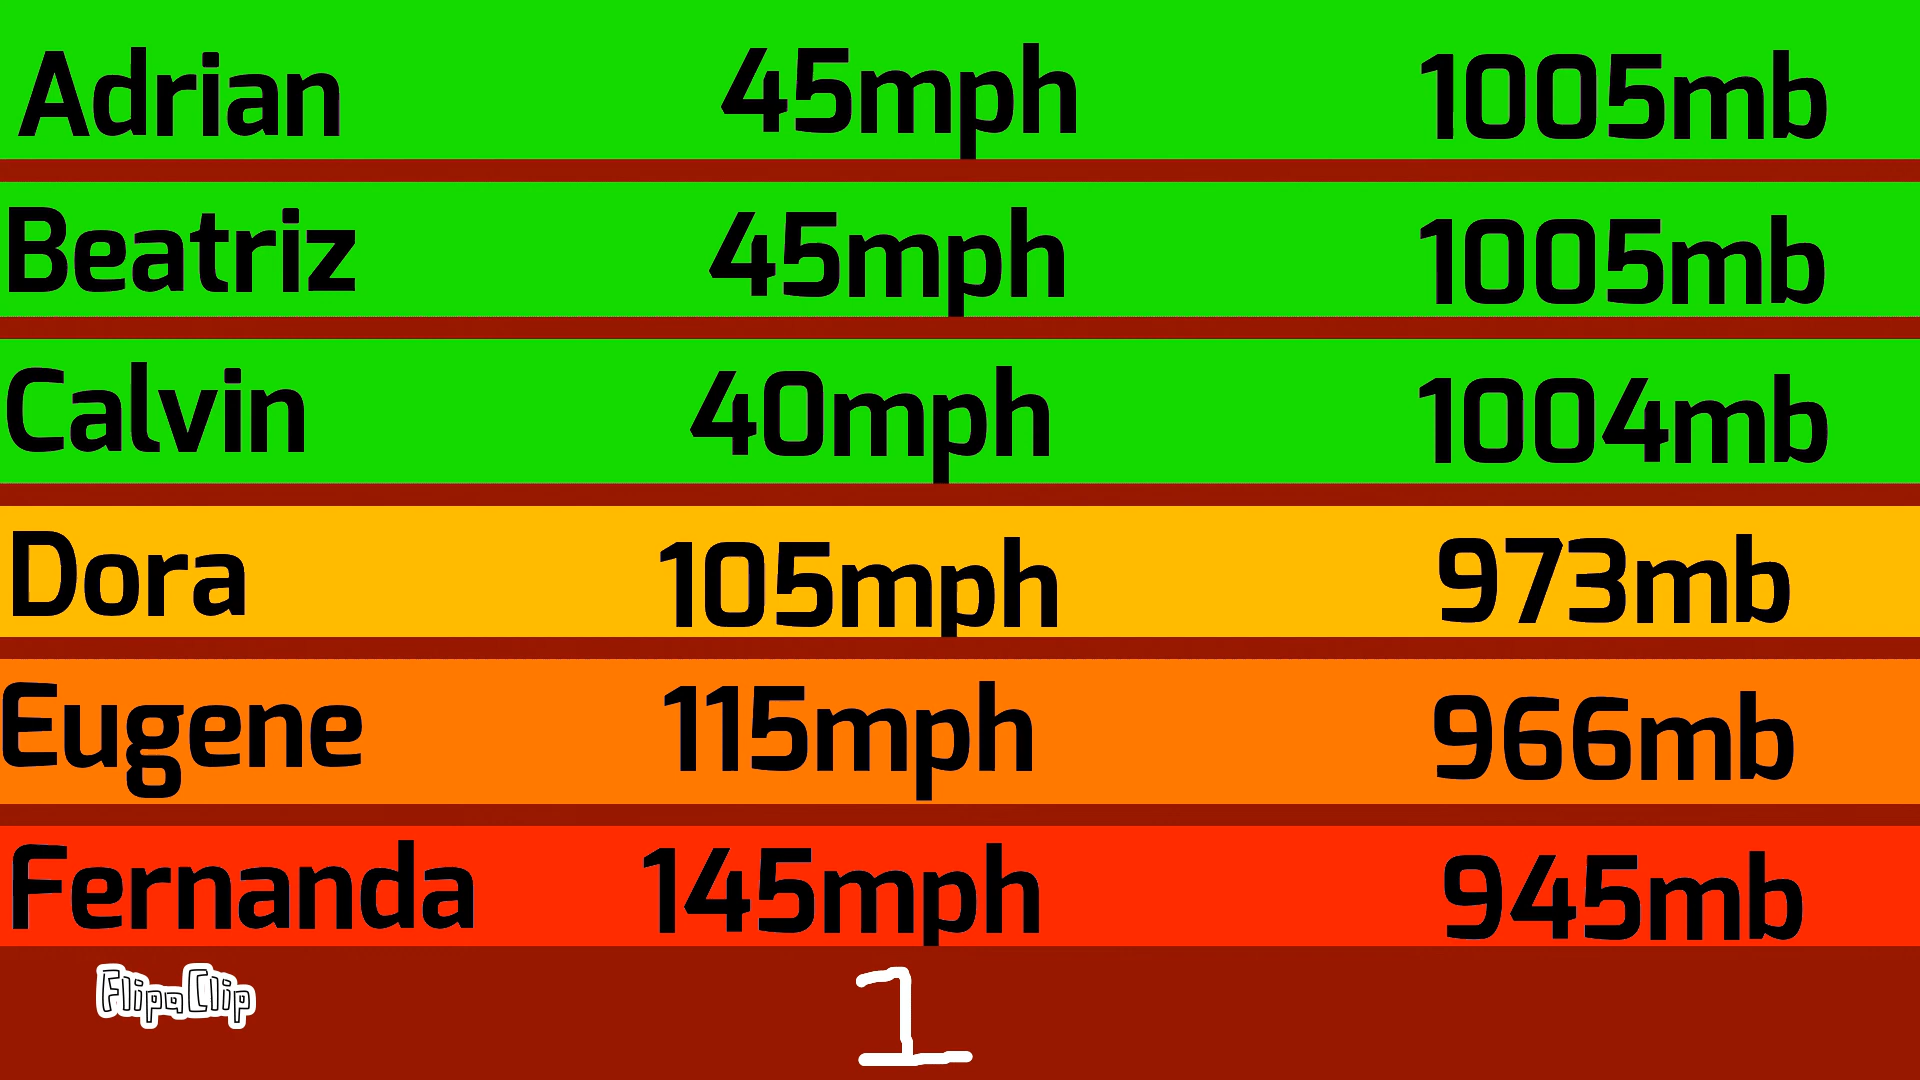 Adrian 45mph 1005mb
Beatriz 45mph 1005mb
Calvin 40mph 1004mb
Dora 105mph 973mb
Eugene 115mph 966mb
Fernanda 145mph 945mb
FlipaClip 1